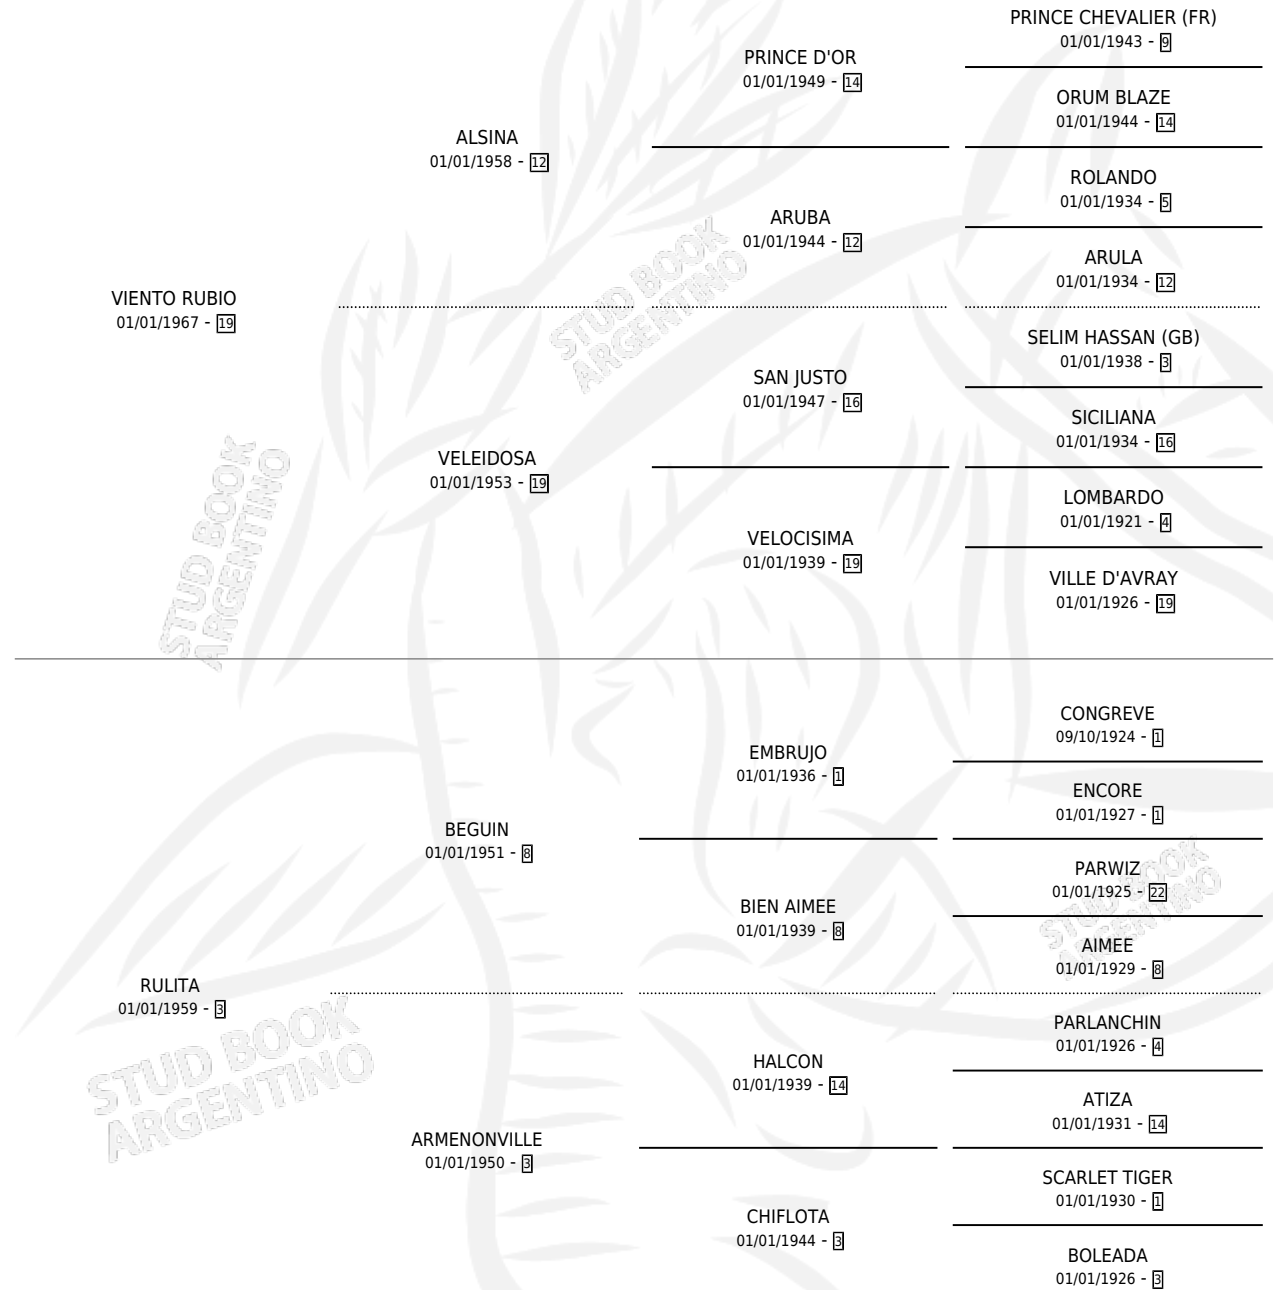 PRINCE CHEVALIER (FR)
01/01/1943 - 9
PRINCE D'OR
01/01/1949 - 14
ORUM BLAZE
01/01/1944 - 14
ALSINA
01/01/1958 - 12
ROLANDO
01/01/1934 - 5
ARUBA
01/01/1944 - 12
ARULA
01/01/1934 - 12
VIENTO RUBIO
01/01/1967 - 19
STUD BOOK
ARGENTINO
SELIM HASSAN (GB)
01/01/1938 - 3
SAN JUSTO
01/01/1947 - 16
SICILIANA
01/01/1934 - 16
VELEIDOSA
01/01/1953 - 19
LOMBARDO
01/01/1921 - 4
VELOCISIMA
01/01/1939 - 19
VILLE D'AVRAY
01/01/1926 - 19
STUD BOOK
ARGENTINO
CONGREVE
09/10/1924 - 1
EMBRUJO
01/01/1936 - 1
ENCORE
01/01/1927 - 1
BEGUIN
01/01/1951 - 8
PARWIZ
01/01/1925 - 22
BIEN AIMEE
01/01/1939 - 8
STUD BOOK
ARGENTINO
AIMEE
01/01/1929 - 8
RULITA
01/01/1959 - 3
STUD BOOK
ARGENTINO
PARLANCHIN
01/01/1926 - 4
HALCON
01/01/1939 - 14
ATIZA
01/01/1931 - 14
ARMENONVILLE
01/01/1950 - 3
SCARLET TIGER
01/01/1930 - 1
CHIFLOTA
01/01/1944 - 3
BOLEADA
01/01/1926 - 3